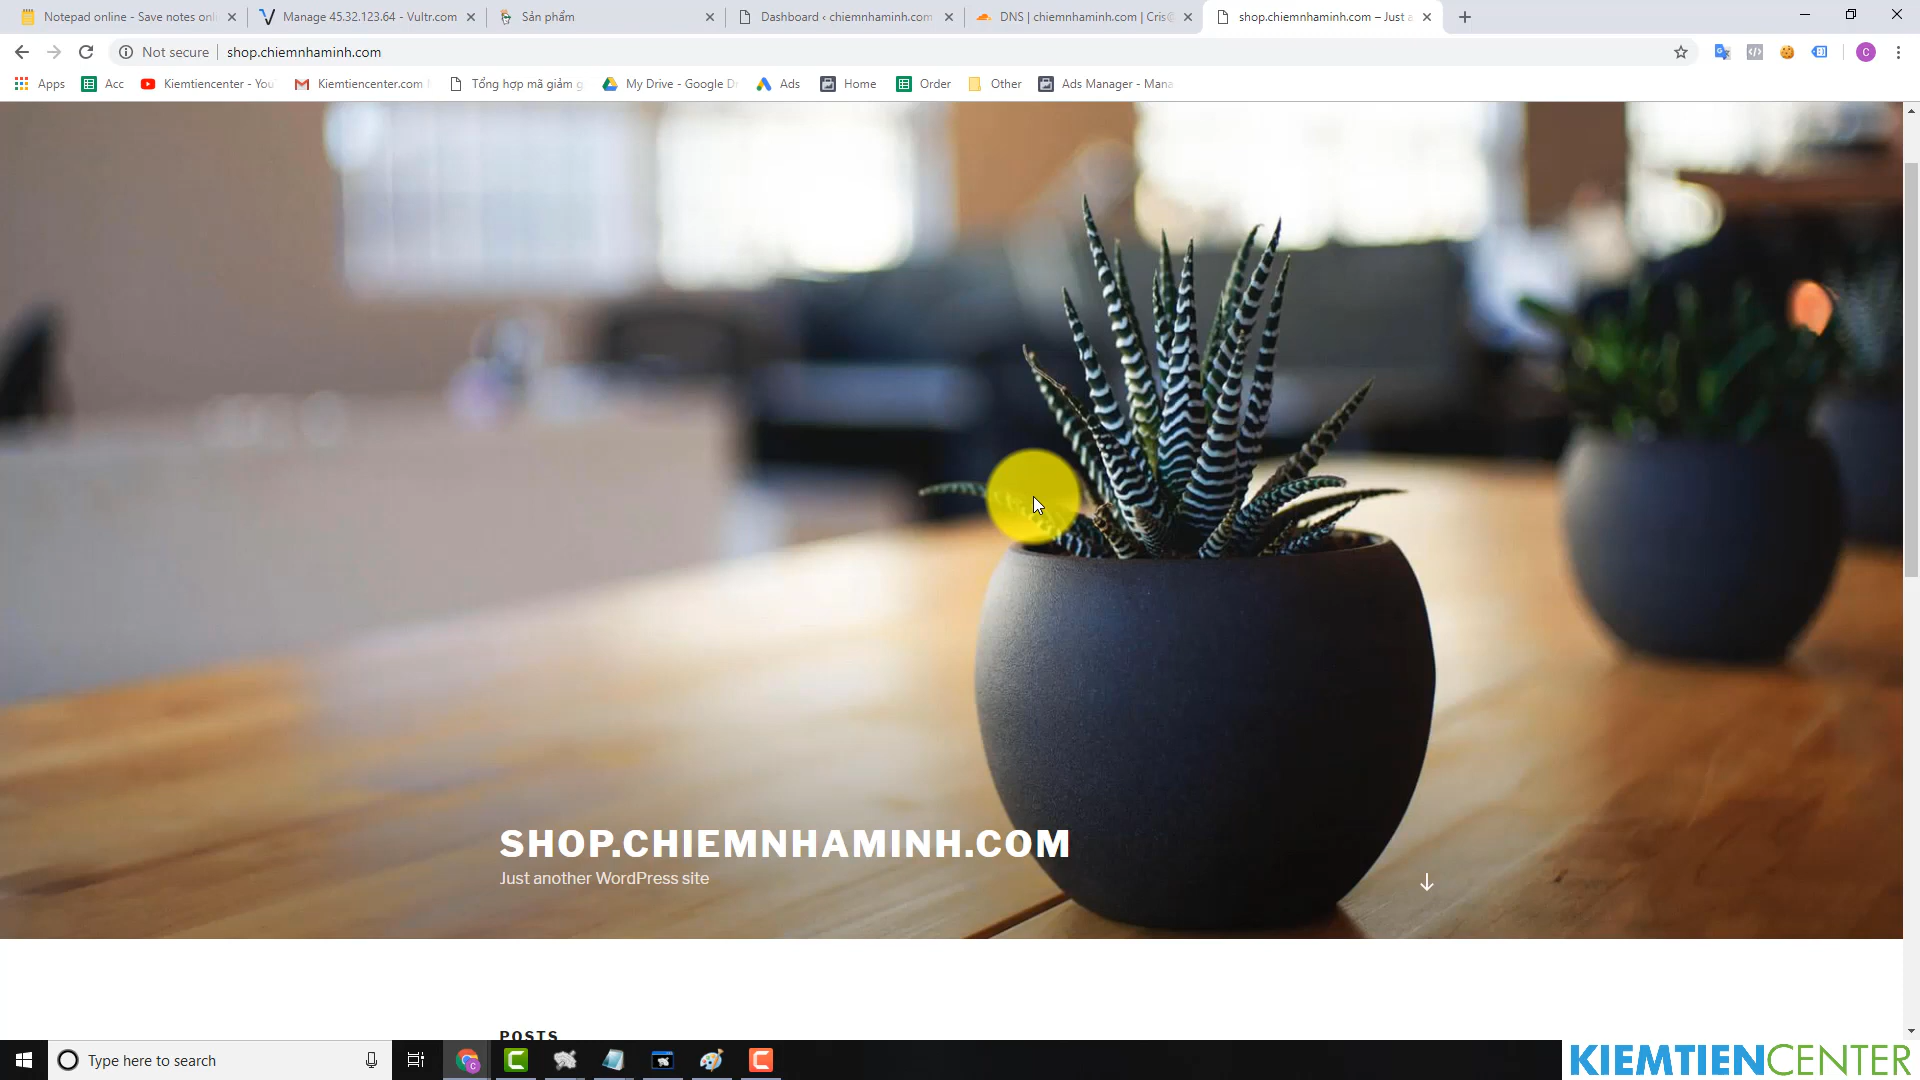 Notepad online - Save notes onl
Manage 45.32.123.64 - Vultr.com
Sản phẩm
Dashboard ‹ chiemnhaminh.com
DNS | chiemnhaminh.com | Cris
shop.chiemnhaminh.com – Just a
Not secure
shop.chiemnhaminh.com
C
Apps
Acc
Kiemtiencenter - You
Kiemtiencenter.com
Tổng hợp mã giảm g
My Drive - Google Dr
Ads
Home
Order
Other
Ads Manager - Mana
SHOP.CHIEMNHAMINH.COM
Just another WordPress site
POSTS
Type here to search
KIEMTIENCENTER